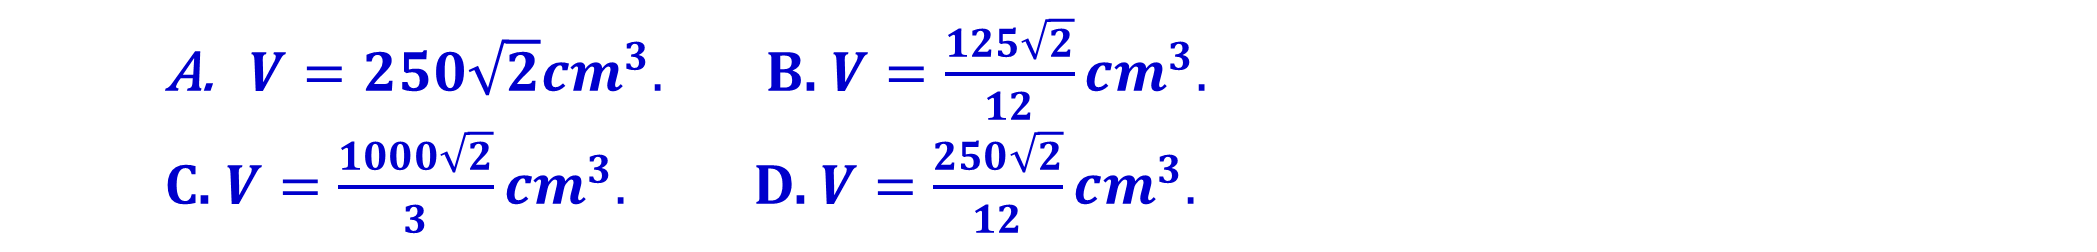 A. V = 250√2cm³. B. V = 125√2/12 cm³.
C. V = 1000√2/3 cm³. D. V = 250√2/12 cm³.